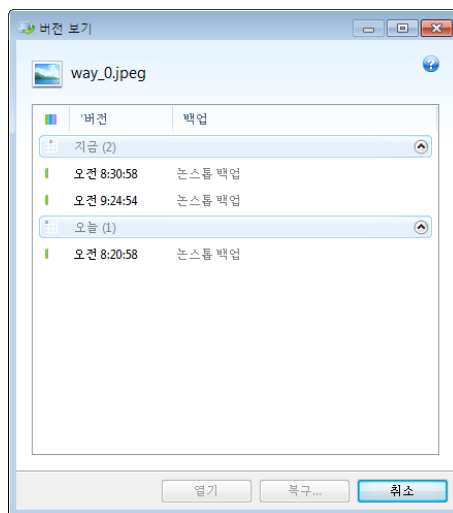 버전 보기
way_0.jpeg
'버전 백업
지금 (2)
오전 8:30:58 논스톱 백업
오전 9:24:54 논스톱 백업
오늘 (1)
오전 8:20:58 논스톱 백업
열기 복구... 취소